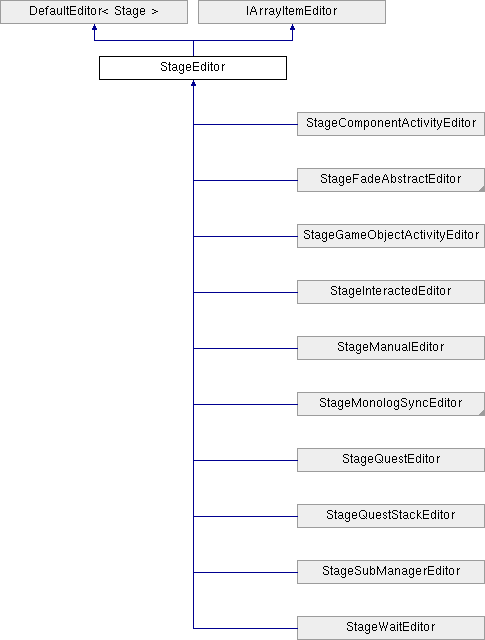 DefaultEditor< Stage >
IArrayItemEditor
StageEditor
StageComponentActivityEditor
StageFadeAbstractEditor
StageGameObjectActivityEditor
StageInteractedEditor
StageManualEditor
StageMonologSyncEditor
StageQuestEditor
StageQuestStackEditor
StageSubManagerEditor
StageWaitEditor